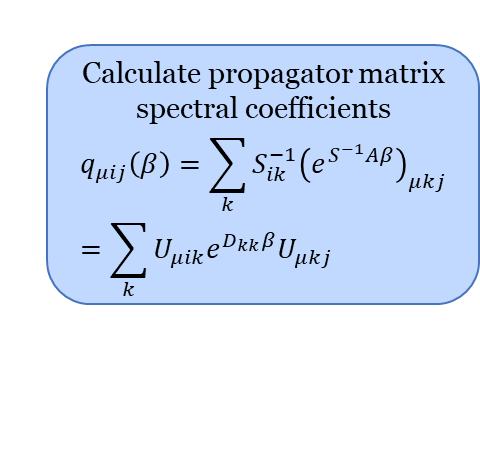 Calculate propagator matrix
spectral coefficients
q_{μij}(β) = ∑_k S_{ik}^{−1}(e^{S^{−1}Aβ})_{μkj}
= ∑_k U_{μik}e^{D_{kk}β}U_{μkj}